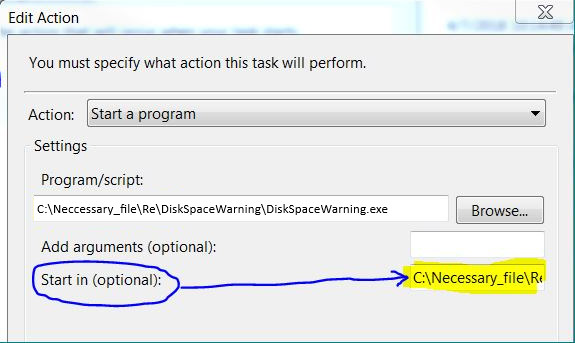 Edit Action
You must specify what action this task will perform.
Action: Start a program
Settings
Program/script:
C:\Neccessary_file\Re\DiskSpaceWarning\DiskSpaceWarning.exe Browse...
Add arguments (optional):
Start in (optional): C:\Necessary_file\Re